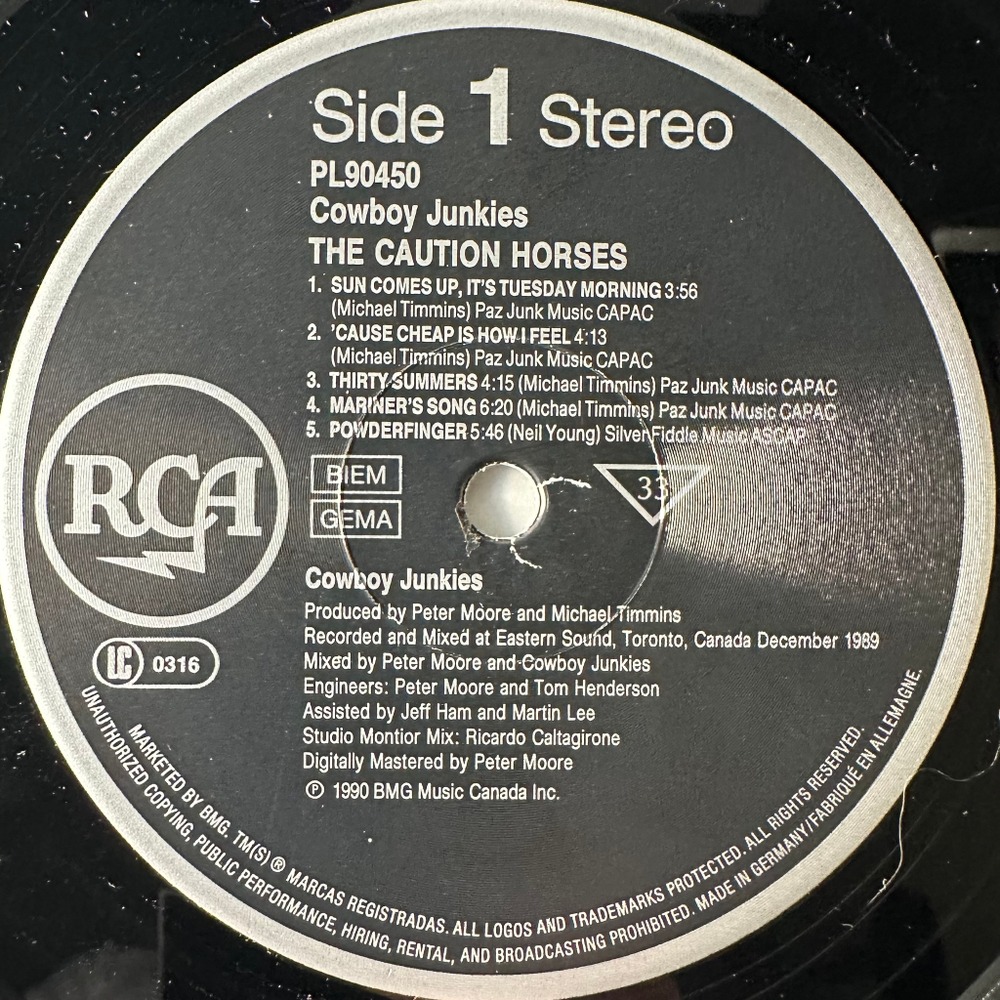 Side 1 Stereo
PL90450
Cowboy Junkies
THE CAUTION HORSES
1. SUN COMES UP, IT'S TUESDAY MORNING 3:56
(Michael Timmins) Paz Junk Music CAPAC
2. 'CAUSE CHEAP IS HOW I FEEL 4:13
(Michael Timmins) Paz Junk Music CAPAC
3. THIRTY SUMMERS 4:15 (Michael Timmins) Paz Junk Music CAPAC
4. MARINER'S SONG 6:20 (Michael Timmins) Paz Junk Music CAPAC
5. POWDERFINGER 5:46 (Neil Young) Silver Fiddle Music ASCAP
RCA
BIEM
GEMA
33
Cowboy Junkies
Produced by Peter Moore and Michael Timmins
Recorded and Mixed at Eastern Sound, Toronto, Canada December 1989
Mixed by Peter Moore and Cowboy Junkies
Engineers: Peter Moore and Tom Henderson
Assisted by Jeff Ham and Martin Lee
Studio Montior Mix: Ricardo Caltagirone
Digitally Mastered by Peter Moore
℗ 1990 BMG Music Canada Inc.
LC 0316
MARKETED BY BMG. TM(S) ® MARCAS REGISTRADAS. ALL LOGOS AND TRADEMARKS PROTECTED. ALL RIGHTS RESERVED.
UNAUTHORIZED COPYING, PUBLIC PERFORMANCE, HIRING, RENTAL, AND BROADCASTING PROHIBITED. MADE IN GERMANY/FABRIQUÉ EN ALLEMAGNE.